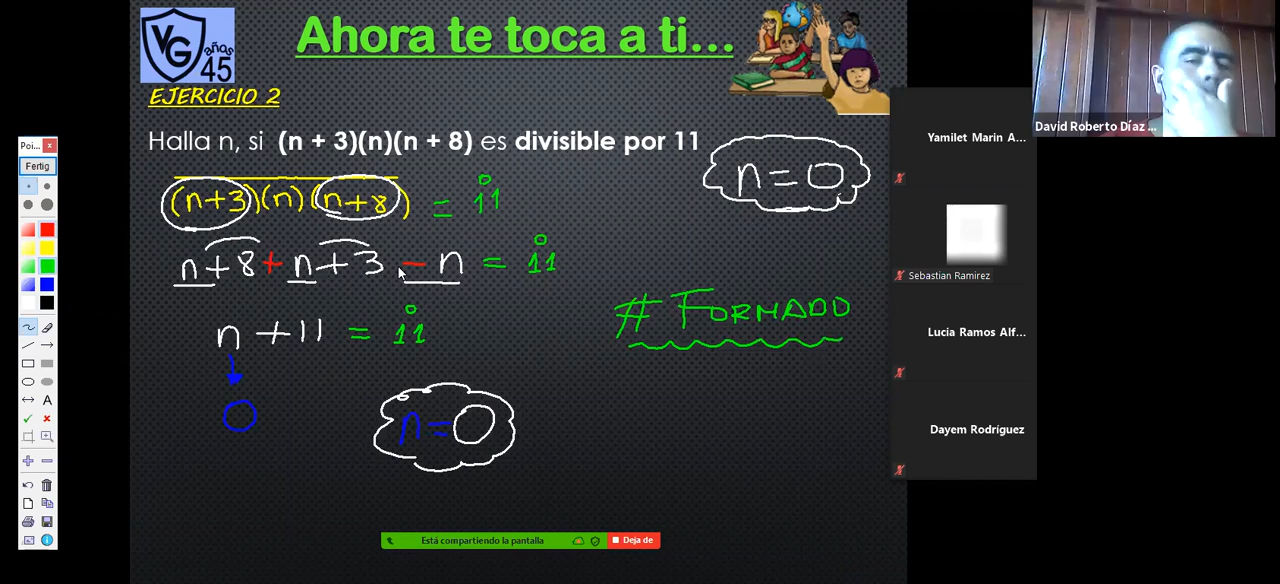 VG
años
45
Ahora te toca a ti...
EJERCICIO 2
Halla n, si (n + 3)(n)(n + 8) es divisible por 11
n = 0
(n+3)(n)(n+8) = 11
n+8 + n+3 - n = 11
n + 11 = 11
# FORMADO
0
n = 0
Poi... x
Fertig
A
Está compartiendo la pantalla
Deja de
David Roberto Díaz ...
Yamilet Marin A...
Sebastian Ramirez
Lucia Ramos Alf...
Dayem Rodríguez